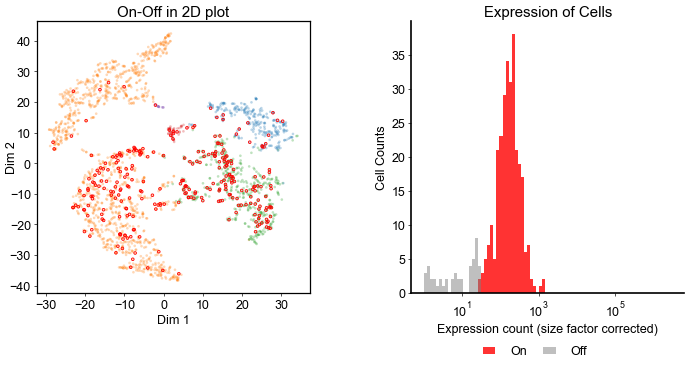 On-Off in 2D plot
Dim 2
40
30
20
10
0
−10
−20
−30
−40
−30 −20 −10 0 10 20 30
Dim 1
Expression of Cells
Cell Counts
35
30
25
20
15
10
5
0
10^1 10^3 10^5
Expression count (size factor corrected)
On Off